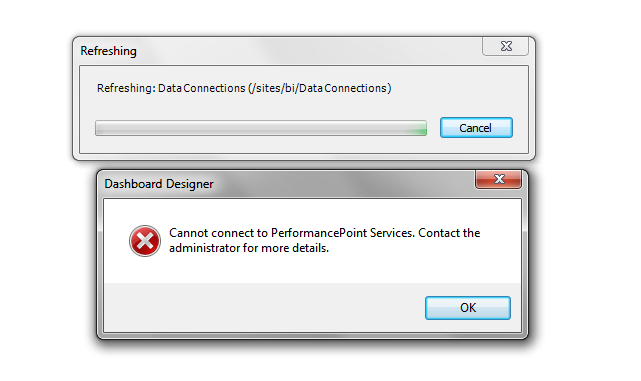 Refreshing
Refreshing: Data Connections (/sites/bi/Data Connections)
Cancel
Dashboard Designer
Cannot connect to PerformancePoint Services. Contact the
administrator for more details.
OK